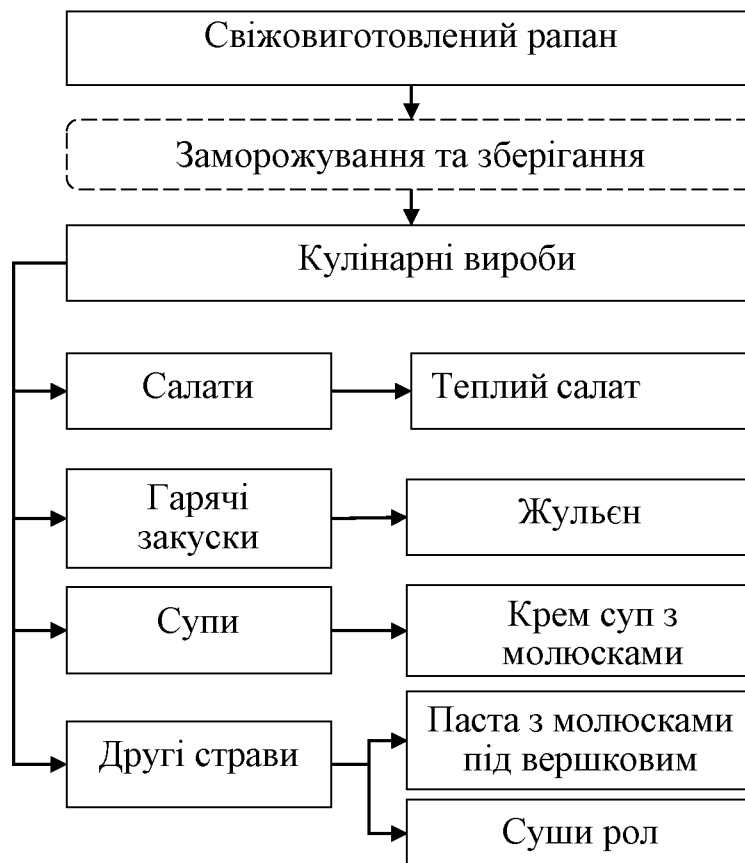 Свіжовиготовлений рапан
Заморожування та зберігання
Кулінарні вироби
Салати
Теплий салат
Гарячі
закуски
Жульєн
Супи
Крем суп з
молюсками
Другі страви
Паста з молюсками
під вершковим
Суши рол